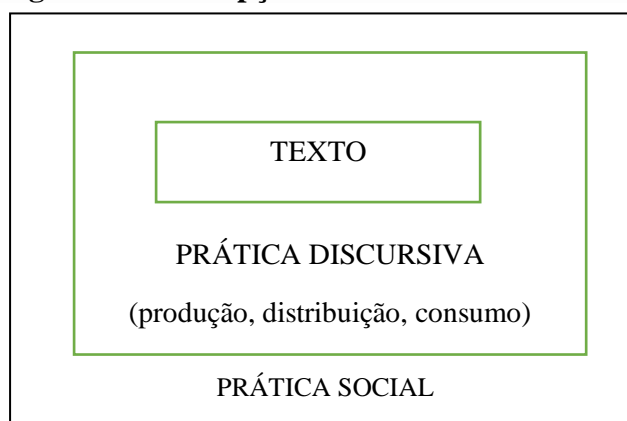 TEXTO
PRÁTICA DISCURSIVA
(produção, distribuição, consumo)
PRÁTICA SOCIAL